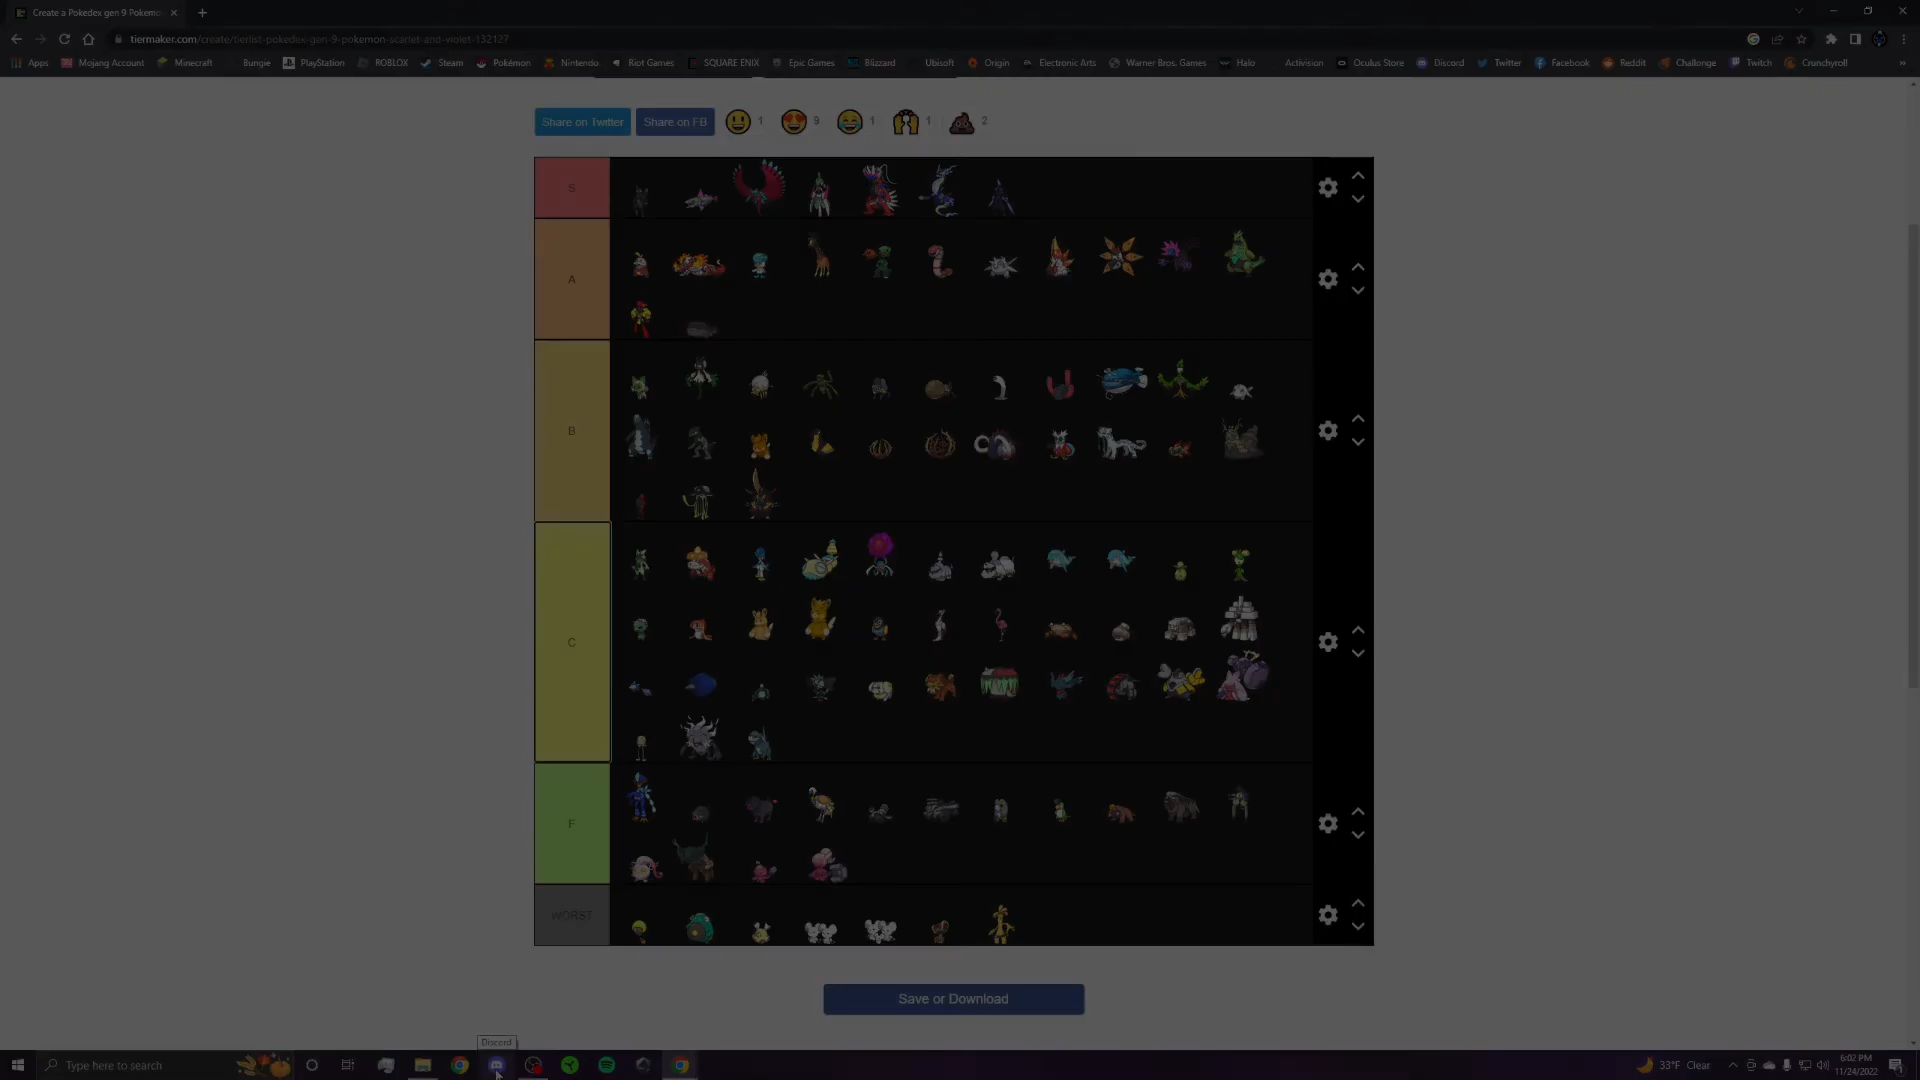 Create a Pokedex gen 9 Pokemon
tiermaker.com/create/tierlist-pokedex-gen-9-pokemon-scarlet-and-violet-132127
Apps Mojang Account Minecraft Bungie PlayStation ROBLOX Steam Pokémon Nintendo Riot Games SQUARE ENIX Epic Games Blizzard Ubisoft Origin Electronic Arts Warner Bros. Games Halo Activision Oculus Store Discord Twitter Facebook Reddit Challonge Twitch Crunchyroll
Share on Twitter Share on FB 1 9 1 1 2
S
A
B
C
F
WORST
Save or Download
Discord
Type here to search 33°F Clear 6:02 PM
11/24/2022